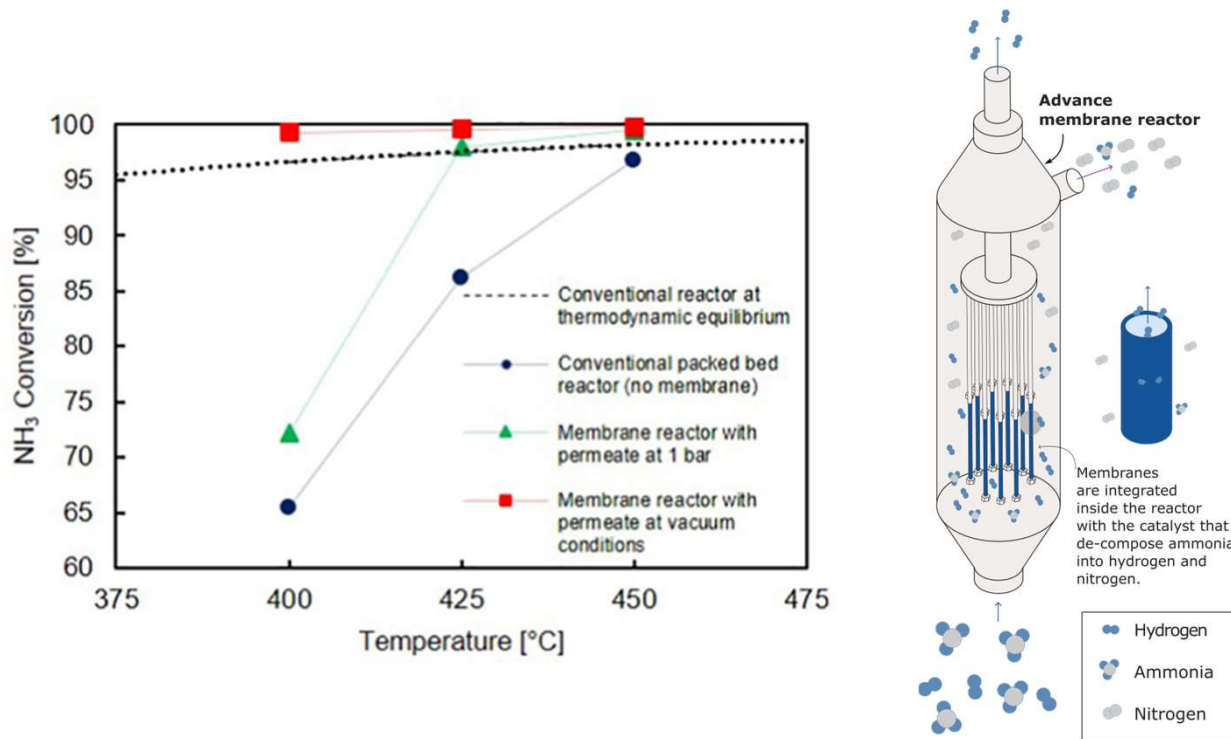 100
95
90
85
80
75
70
65
60
375
400
425
450
475
NH₃ Conversion [%]
Temperature [°C]
Conventional reactor at
thermodynamic equilibrium
Conventional packed bed
reactor (no membrane)
Membrane reactor with
permeate at 1 bar
Membrane reactor with
permeate at vacuum
conditions
Advance
membrane reactor
Membranes
are integrated
inside the reactor
with the catalyst that
de-compose ammonia
into hydrogen and
nitrogen.
Hydrogen
Ammonia
Nitrogen